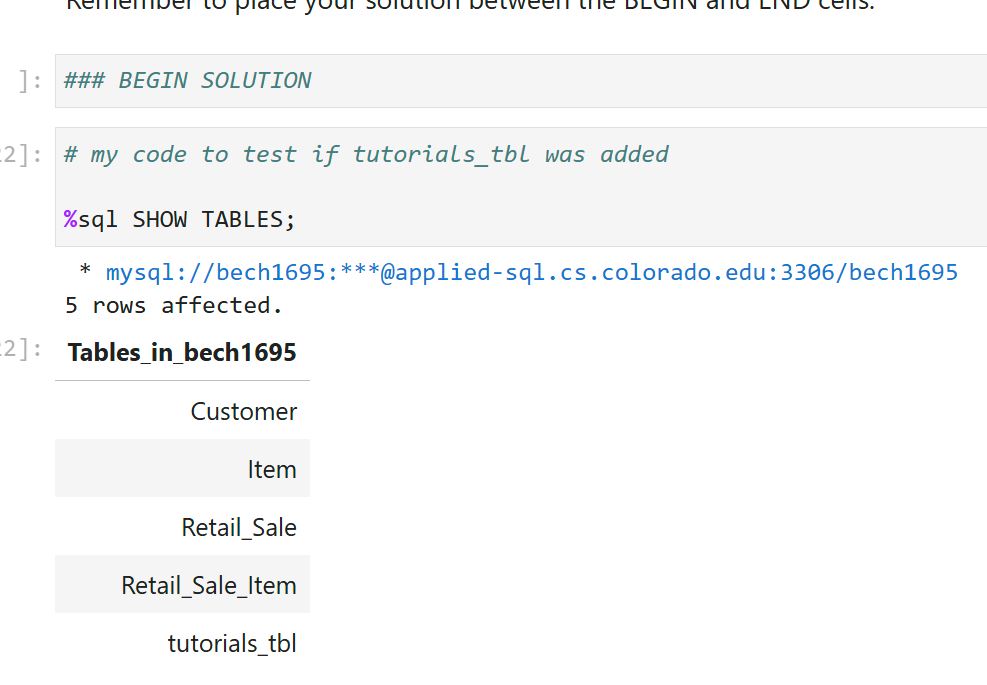 Remember to place your solution between the BEGIN and END cells.
]:
### BEGIN SOLUTION
22]:
# my code to test if tutorials_tbl was added
%sql SHOW TABLES;
* mysql://bech1695:***@applied-sql.cs.colorado.edu:3306/bech1695
5 rows affected.
22]:
Tables_in_bech1695
Customer
Item
Retail_Sale
Retail_Sale_Item
tutorials_tbl